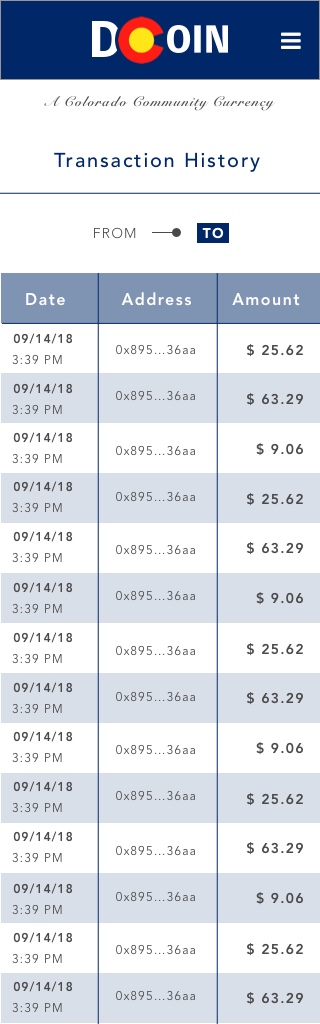 DCOIN
A Colorado Community Currency
Transaction History
FROM TO
Date Address Amount
09/14/18
3:39 PM 0x895...36aa $ 25.62
09/14/18
3:39 PM 0x895...36aa $ 63.29
09/14/18
3:39 PM 0x895...36aa $ 9.06
09/14/18
3:39 PM 0x895...36aa $ 25.62
09/14/18
3:39 PM 0x895...36aa $ 63.29
09/14/18
3:39 PM 0x895...36aa $ 9.06
09/14/18
3:39 PM 0x895...36aa $ 25.62
09/14/18
3:39 PM 0x895...36aa $ 63.29
09/14/18
3:39 PM 0x895...36aa $ 9.06
09/14/18
3:39 PM 0x895...36aa $ 25.62
09/14/18
3:39 PM 0x895...36aa $ 63.29
09/14/18
3:39 PM 0x895...36aa $ 9.06
09/14/18
3:39 PM 0x895...36aa $ 25.62
09/14/18
3:39 PM 0x895...36aa $ 63.29